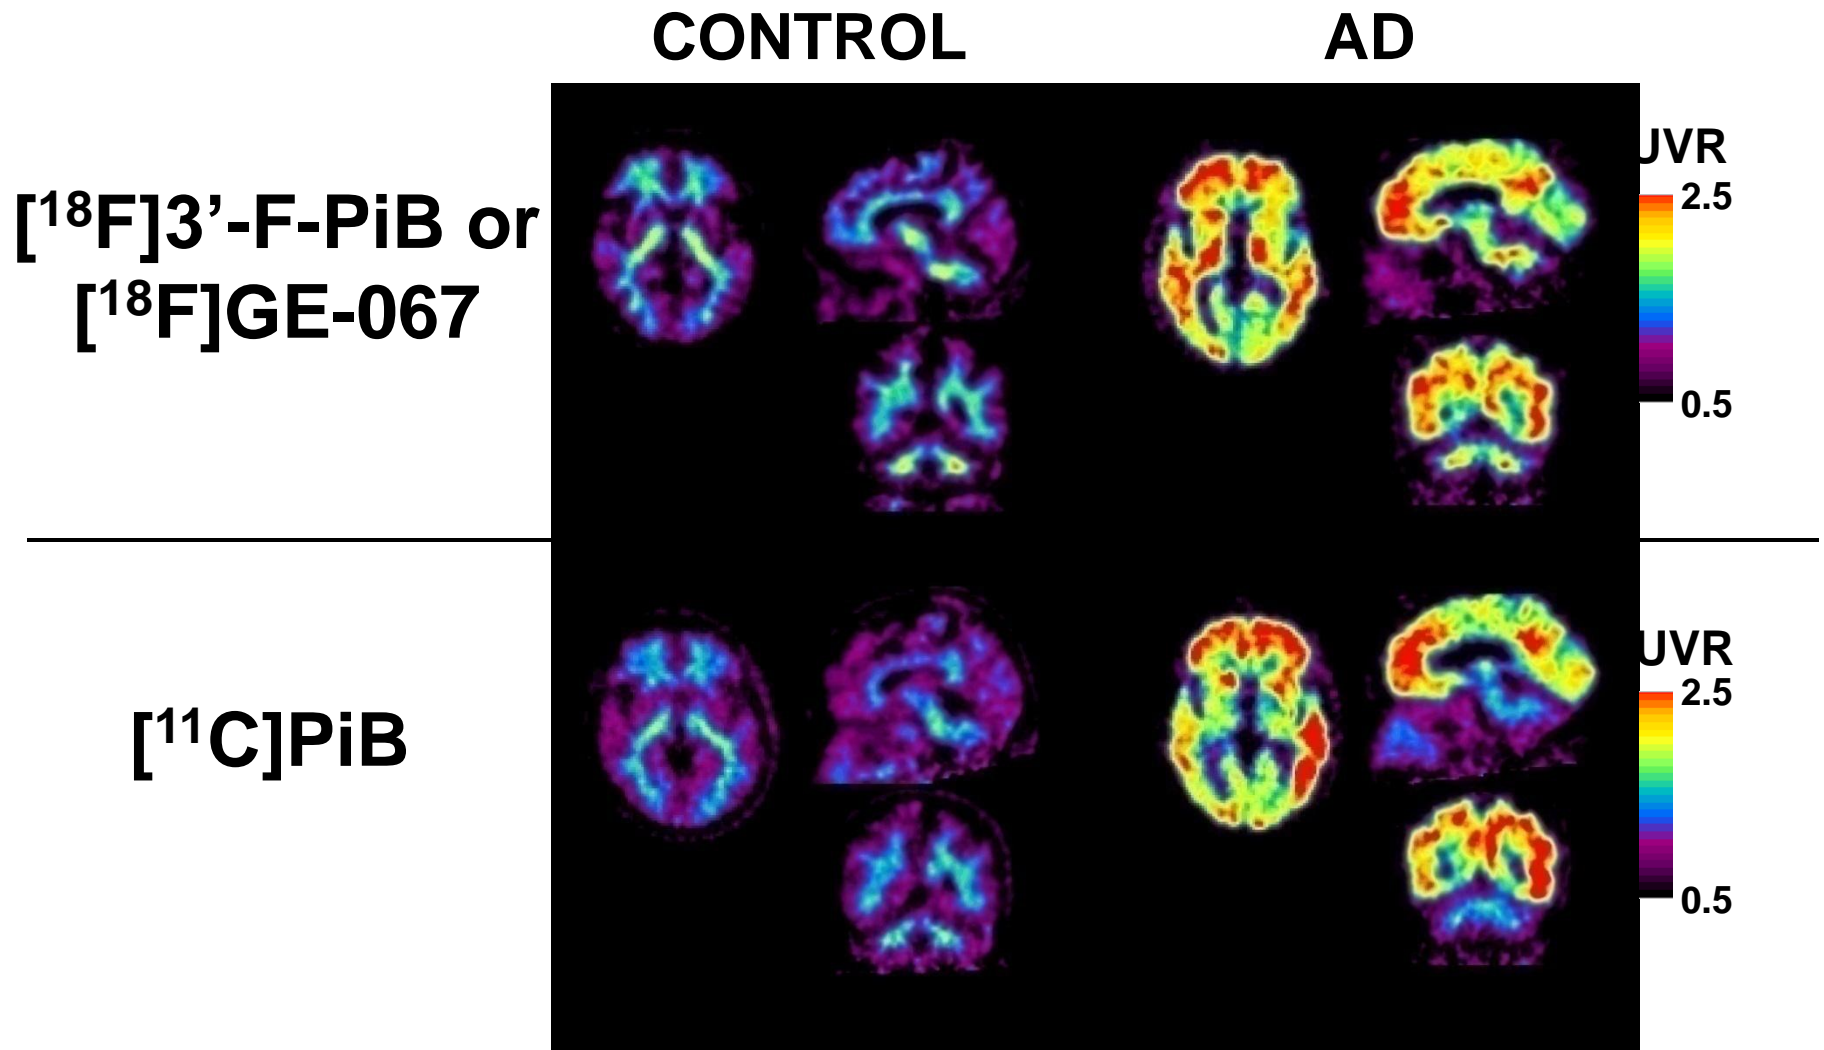 CONTROL AD
[18F]3’-F-PiB or
[18F]GE-067
UVR
2.5
0.5
[11C]PiB
UVR
2.5
0.5